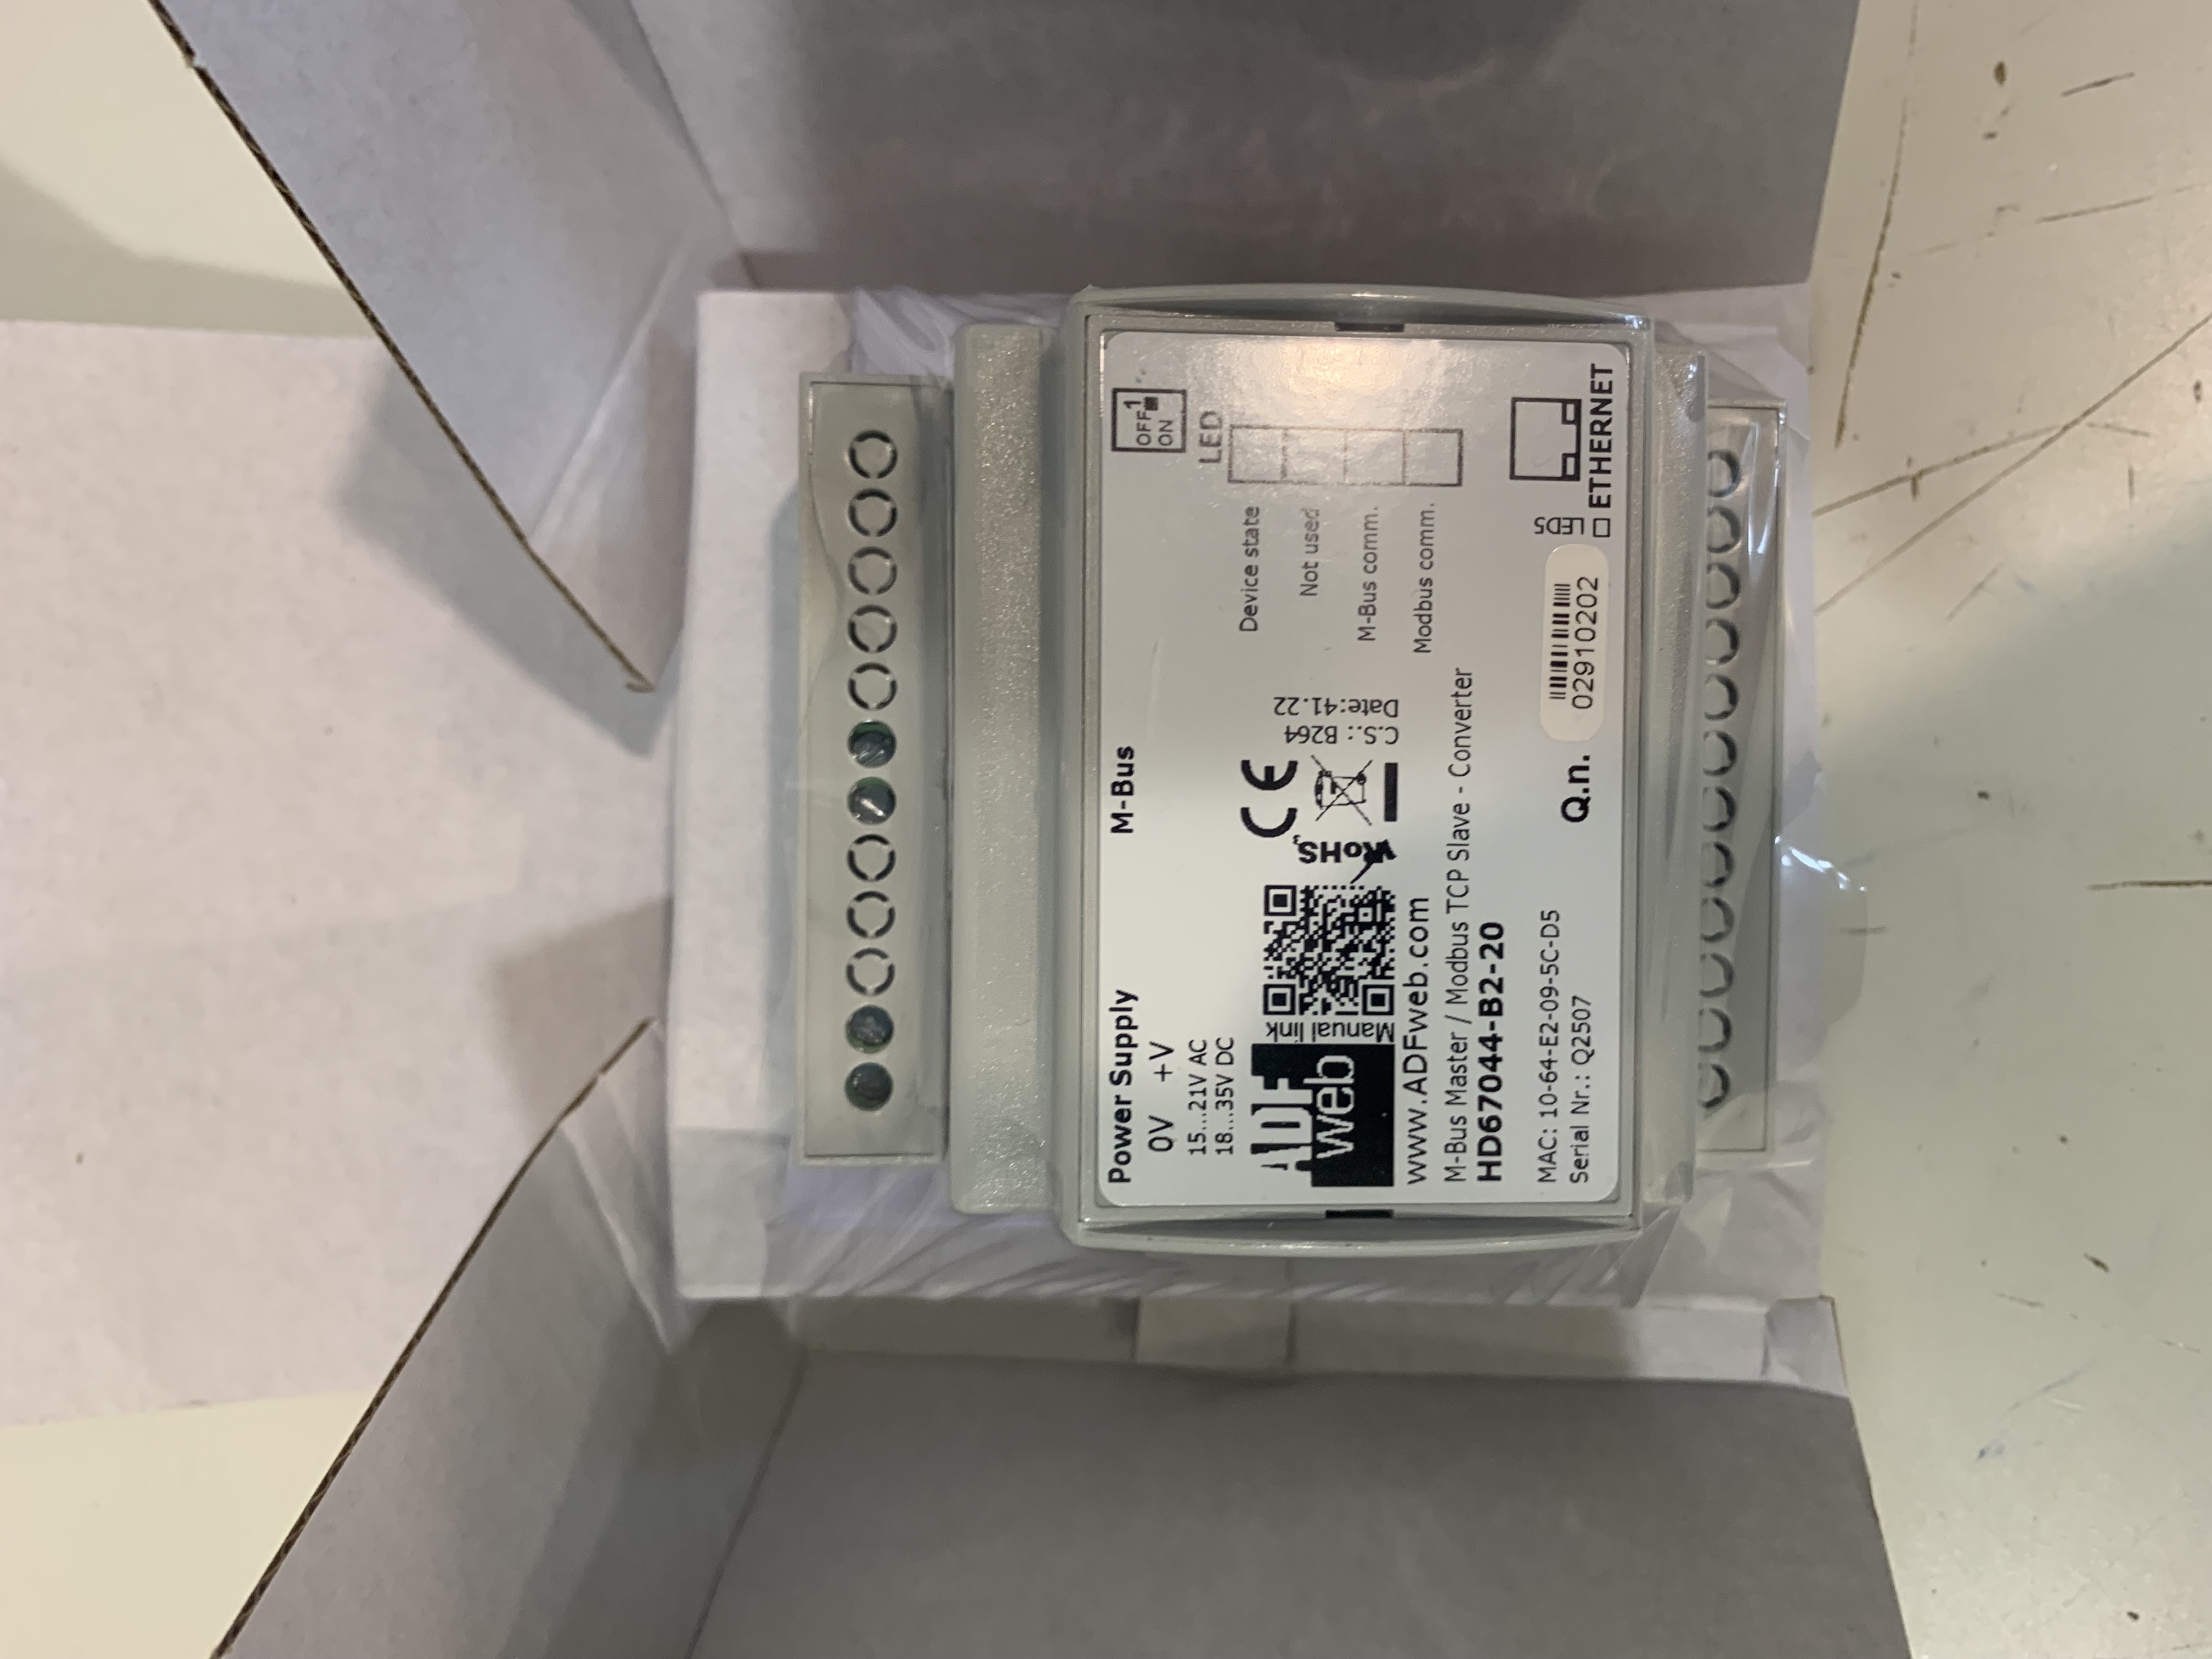 Power Supply
M-Bus
0V +V
15...21V AC
18...35V DC
OFF 1
ON
LED
Device state
Not used
M-Bus comm.
Modbus comm.
ADF
web
Manual link
RoHS
CE
C.S.: B264
Date:41.22
www.ADFweb.com
M-Bus Master / Modbus TCP Slave - Converter
HD67044-B2-20
MAC: 10-64-E2-09-5C-D5
Serial Nr.: Q2507
Q.n.
02910202
LED5
ETHERNET